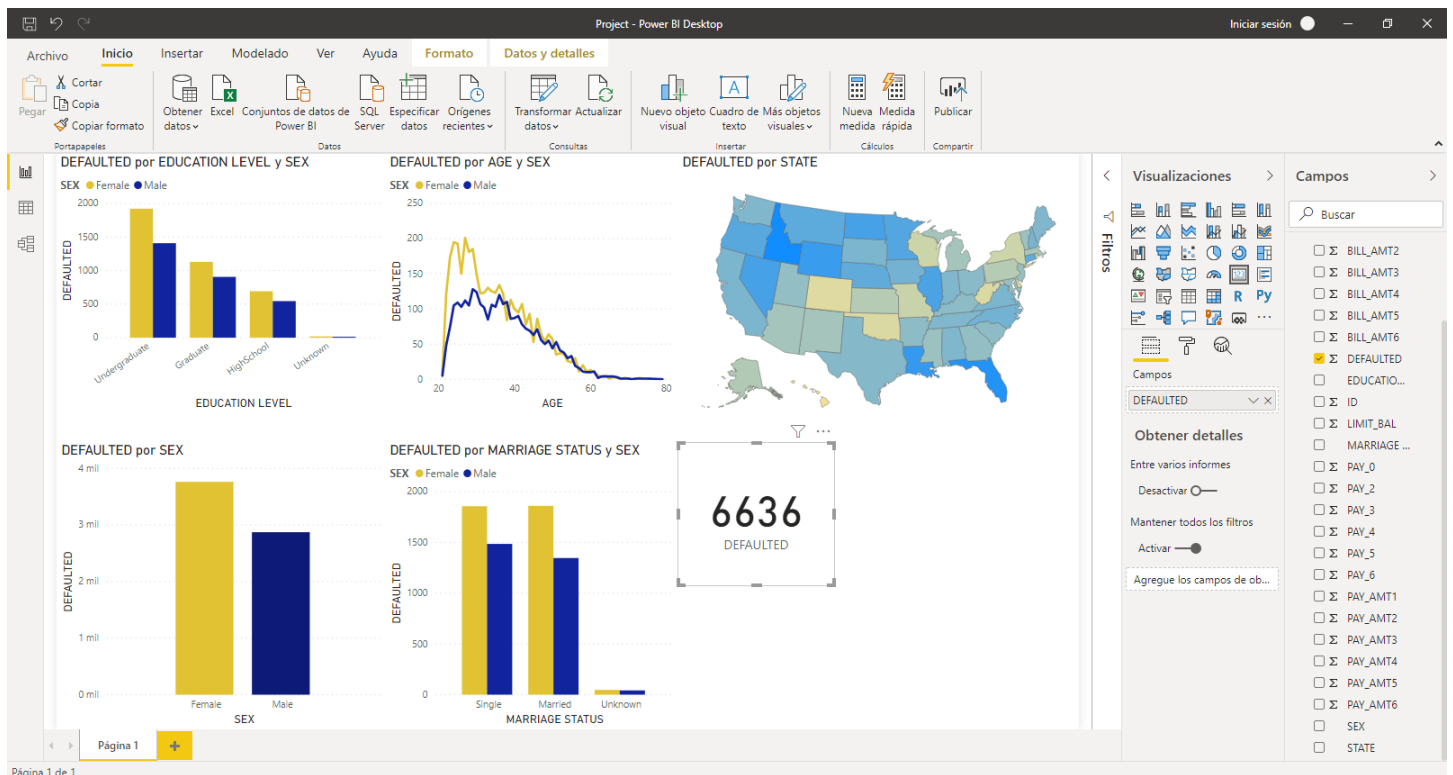 Project - Power BI Desktop
Iniciar sesión
Archivo Inicio Insertar Modelado Ver Ayuda Formato Datos y detalles
Pegar
Cortar
Copia
Copiar formato
Portapapeles
Obtener datos
Excel
Conjuntos de datos de Power BI
SQL Server
Especificar datos
Orígenes recientes
Datos
Transformar datos
Actualizar
Consultas
Nuevo objeto visual
Cuadro de texto
Más objetos visuales
Insertar
Nueva medida
Medida rápida
Cálculos
Publicar
Compartir
DEFAULTED por EDUCATION LEVEL y SEX
SEX Female Male
2000
1500
1000
500
0
DEFAULTED
Undergraduate
Graduate
HighSchool
Unknown
EDUCATION LEVEL
DEFAULTED por AGE y SEX
SEX Female Male
250
200
150
100
50
0
DEFAULTED
20 40 60 80
AGE
DEFAULTED por STATE
DEFAULTED por SEX
4 mil
3 mil
2 mil
1 mil
0 mil
DEFAULTED
Female Male
SEX
DEFAULTED por MARRIAGE STATUS y SEX
SEX Female Male
2000
1500
1000
500
0
DEFAULTED
Single Married Unknown
MARRIAGE STATUS
6636
DEFAULTED
Filtros
Visualizaciones
R Py
Campos
DEFAULTED
Obtener detalles
Entre varios informes
Desactivar
Mantener todos los filtros
Activar
Agregue los campos de ob...
Campos
Buscar
BILL_AMT2
BILL_AMT3
BILL_AMT4
BILL_AMT5
BILL_AMT6
DEFAULTED
EDUCATIO...
ID
LIMIT_BAL
MARRIAGE ...
PAY_0
PAY_2
PAY_3
PAY_4
PAY_5
PAY_6
PAY_AMT1
PAY_AMT2
PAY_AMT3
PAY_AMT4
PAY_AMT5
PAY_AMT6
SEX
STATE
Página 1
Página 1 de 1